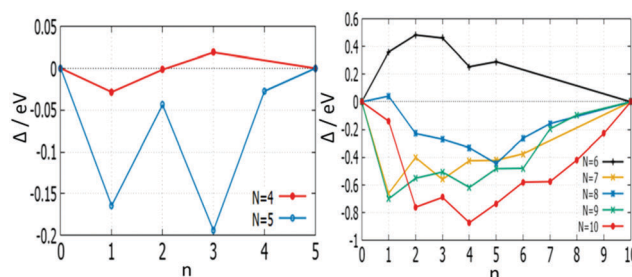 0.05
0
-0.05
-0.1
-0.15
-0.2
Δ / eV
0 1 2 3 4 5
n
N=4
N=5
0.6
0.4
0.2
0
-0.2
-0.4
-0.6
-0.8
-1
Δ / eV
0 1 2 3 4 5 6 7 8 9 10
n
N=6
N=7
N=8
N=9
N=10